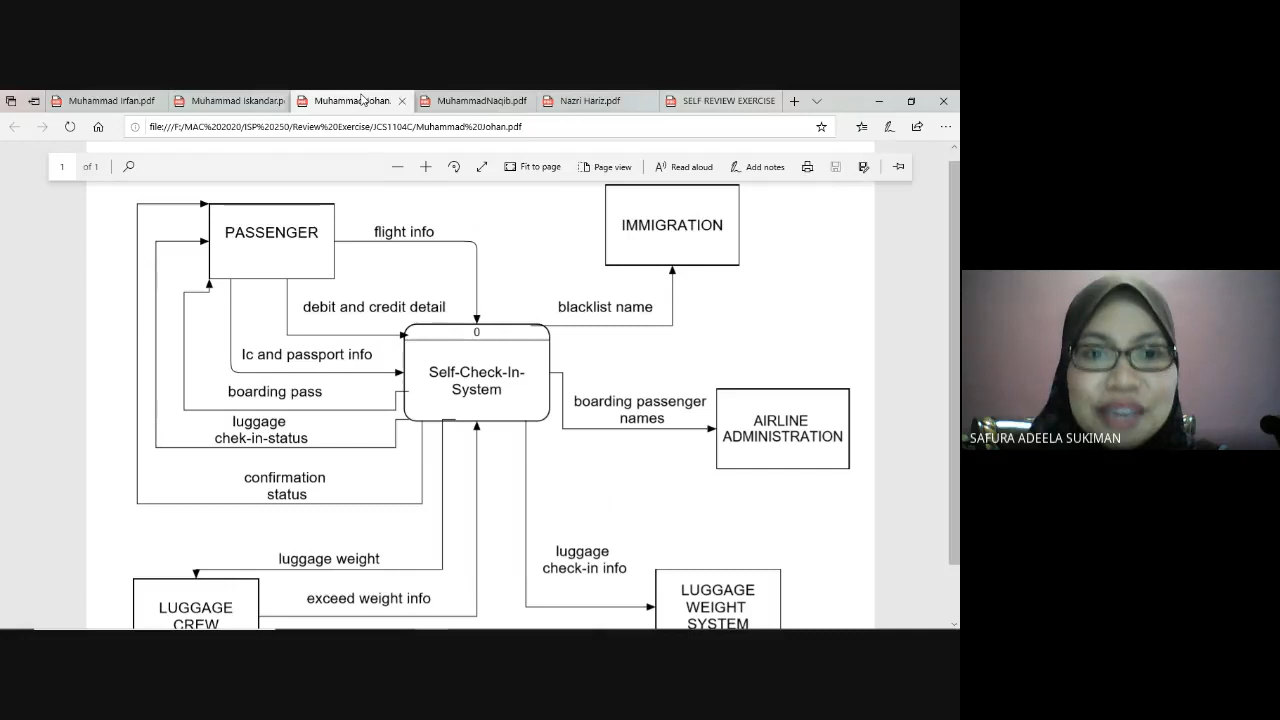 Muhammad Irfan.pdf
Muhammad Iskandar.p
Muhammad Johan.
MuhammadNaqib.pdf
Nazri Hariz.pdf
SELF REVIEW EXERCISE
file:///F:/MAC%202020/ISP%20250/Review%20Exercise/JCS1104C/Muhammad%20Johan.pdf
1 of 1
Fit to page
Page view
Read aloud
Add notes
PASSENGER
flight info
IMMIGRATION
debit and credit detail
blacklist name
0
Ic and passport info
Self-Check-In-
System
boarding pass
boarding passenger
names
luggage
chek-in-status
AIRLINE
ADMINISTRATION
SAFURA ADEELA SUKIMAN
confirmation
status
luggage weight
luggage
check-in info
exceed weight info
LUGGAGE
CREW
LUGGAGE
WEIGHT
SYSTEM